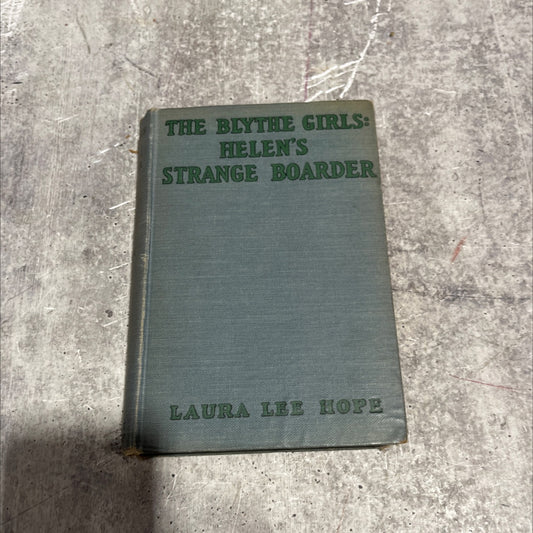 THE BLYTHE GIRLS:
HELEN'S
STRANGE BOARDER
LAURA LEE HOPE